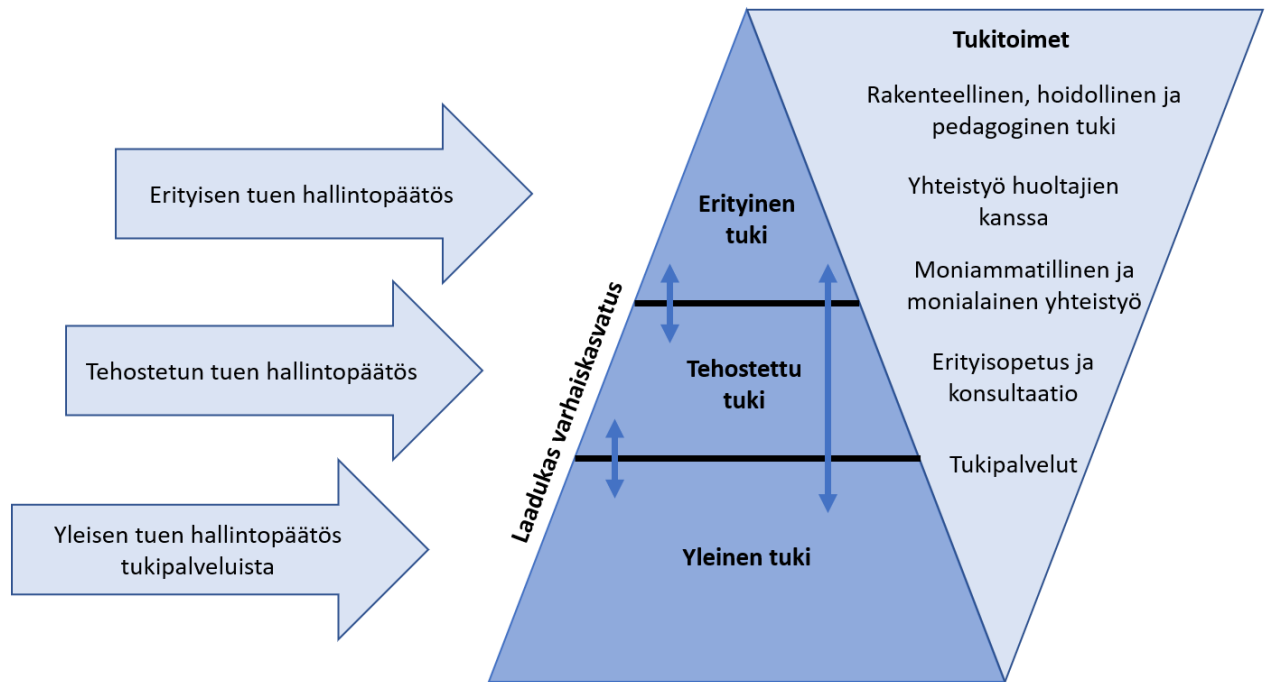 Erityisen tuen hallintopäätös
Tehostetun tuen hallintopäätös
Yleisen tuen hallintopäätös
tukipalveluista
Laadukas varhaiskasvatus
Erityinen
tuki
Tehostettu
tuki
Yleinen tuki
Tukitoimet
Rakenteellinen, hoidollinen ja
pedagoginen tuki
Yhteistyö huoltajien
kanssa
Moniammatillinen ja
monialainen yhteistyö
Erityisopetus ja
konsultaatio
Tukipalvelut